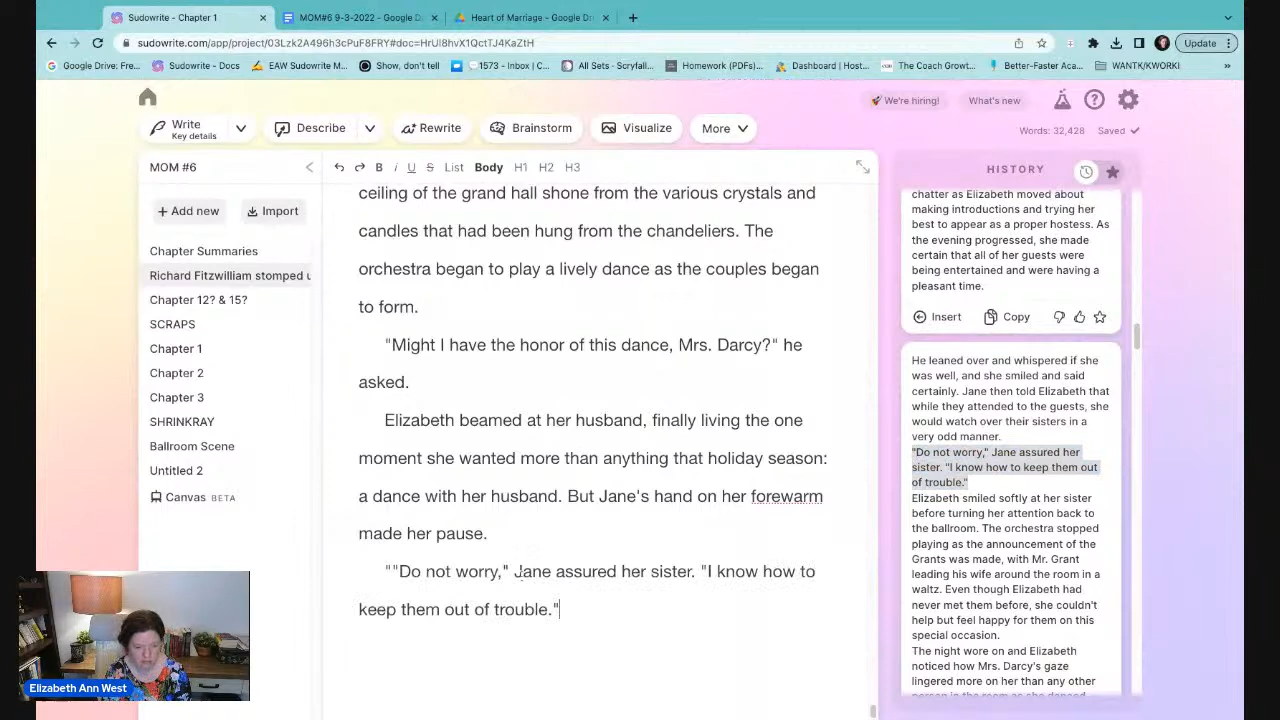 Sudowrite - Chapter 1
MOM#6 9-3-2022 - Google D
Heart of Marriage - Google Dr
sudowrite.com/app/project/03Lzk2A496h3cPuF8FRY#doc=HrUl8hvX1QctTJ4KaZtH
Update
Google Drive: Fre...
Sudowrite - Docs
EAW Sudowrite M...
Show, don't tell
1573 - Inbox | C...
All Sets - Scryfall...
Homework (PDFs)...
Dashboard | Host...
The Coach Growt...
Better-Faster Aca...
WANTK/KWORKI
We're hiring!
What's new
Write
Key details
Describe
Rewrite
Brainstorm
Visualize
More
Words: 32,428
Saved
MOM #6
B i U S List Body H1 H2 H3
HISTORY
+ Add new
Import
Chapter Summaries
Richard Fitzwilliam stomped u
Chapter 12? & 15?
SCRAPS
Chapter 1
Chapter 2
Chapter 3
SHRINKRAY
Ballroom Scene
Untitled 2
Canvas BETA
ceiling of the grand hall shone from the various crystals and
candles that had been hung from the chandeliers. The
orchestra began to play a lively dance as the couples began
to form.
"Might I have the honor of this dance, Mrs. Darcy?" he
asked.
Elizabeth beamed at her husband, finally living the one
moment she wanted more than anything that holiday season:
a dance with her husband. But Jane's hand on her forewarm
made her pause.
""Do not worry," Jane assured her sister. "I know how to
keep them out of trouble."
chatter as Elizabeth moved about
making introductions and trying her
best to appear as a proper hostess. As
the evening progressed, she made
certain that all of her guests were
being entertained and were having a
pleasant time.
Insert
Copy
He leaned over and whispered if she
was well, and she smiled and said
certainly. Jane then told Elizabeth that
while they attended to the guests, she
would watch over their sisters in a
very odd manner.
"Do not worry," Jane assured her
sister. "I know how to keep them out
of trouble."
Elizabeth smiled softly at her sister
before turning her attention back to
the ballroom. The orchestra stopped
playing as the announcement of the
Grants was made, with Mr. Grant
leading his wife around the room in a
waltz. Even though Elizabeth had
never met them before, she couldn't
help but feel happy for them on this
special occasion.
The night wore on and Elizabeth
noticed how Mrs. Darcy's gaze
lingered more on her than any other
person in the room as she danced
Elizabeth Ann West